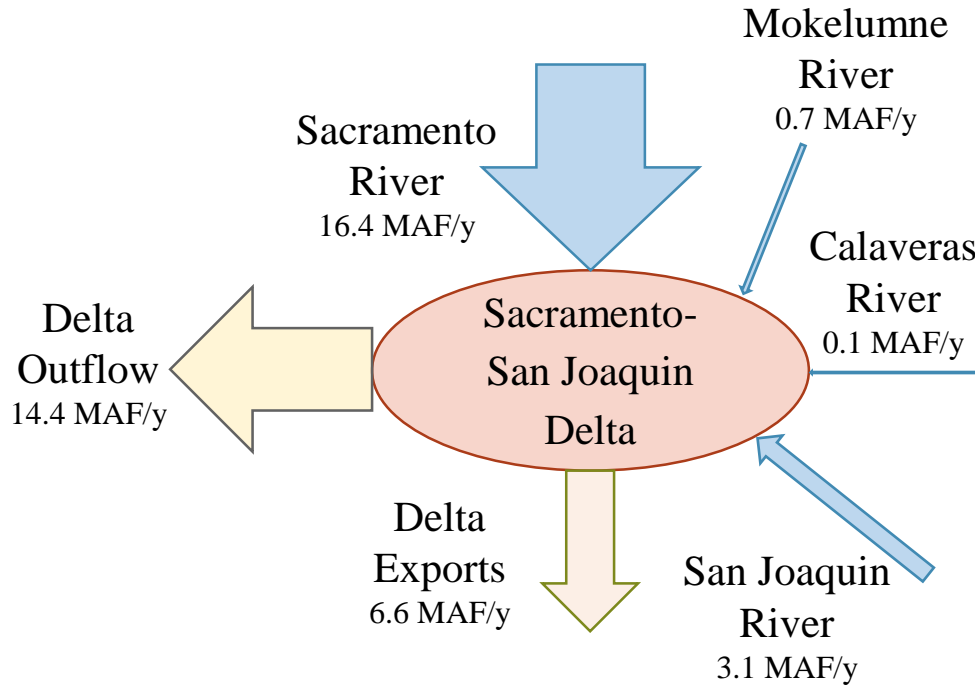 Mokelumne
River
0.7 MAF/y
Sacramento
River
16.4 MAF/y
Calaveras
River
0.1 MAF/y
Delta
Outflow
14.4 MAF/y
Sacramento-
San Joaquin
Delta
Delta
Exports
6.6 MAF/y
San Joaquin
River
3.1 MAF/y